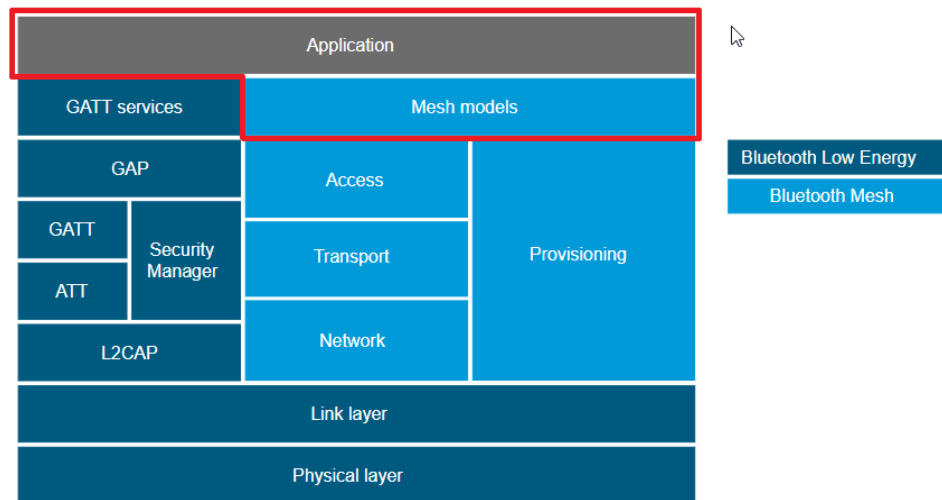 Application
GATT services
Mesh models
GAP
Access
Bluetooth Low Energy
Bluetooth Mesh
GATT
Security
Manager
Transport
Provisioning
ATT
Network
L2CAP
Link layer
Physical layer